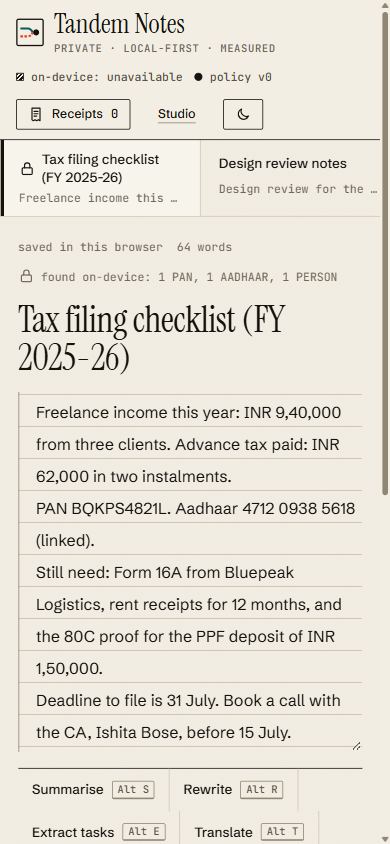 Tandem Notes
PRIVATE · LOCAL-FIRST · MEASURED
on-device: unavailable policy v0
Receipts 0 Studio
Tax filing checklist
(FY 2025-26)
Freelance income this …
Design review notes
Design review for the …
saved in this browser 64 words
found on-device: 1 PAN, 1 AADHAAR, 1 PERSON
Tax filing checklist (FY
2025-26)
Freelance income this year: INR 9,40,000
from three clients. Advance tax paid: INR
62,000 in two instalments.
PAN BQKPS4821L. Aadhaar 4712 0938 5618
(linked).
Still need: Form 16A from Bluepeak
Logistics, rent receipts for 12 months, and
the 80C proof for the PPF deposit of INR
1,50,000.
Deadline to file is 31 July. Book a call with
the CA, Ishita Bose, before 15 July.
Summarise Alt S Rewrite Alt R
Extract tasks Alt E Translate Alt T